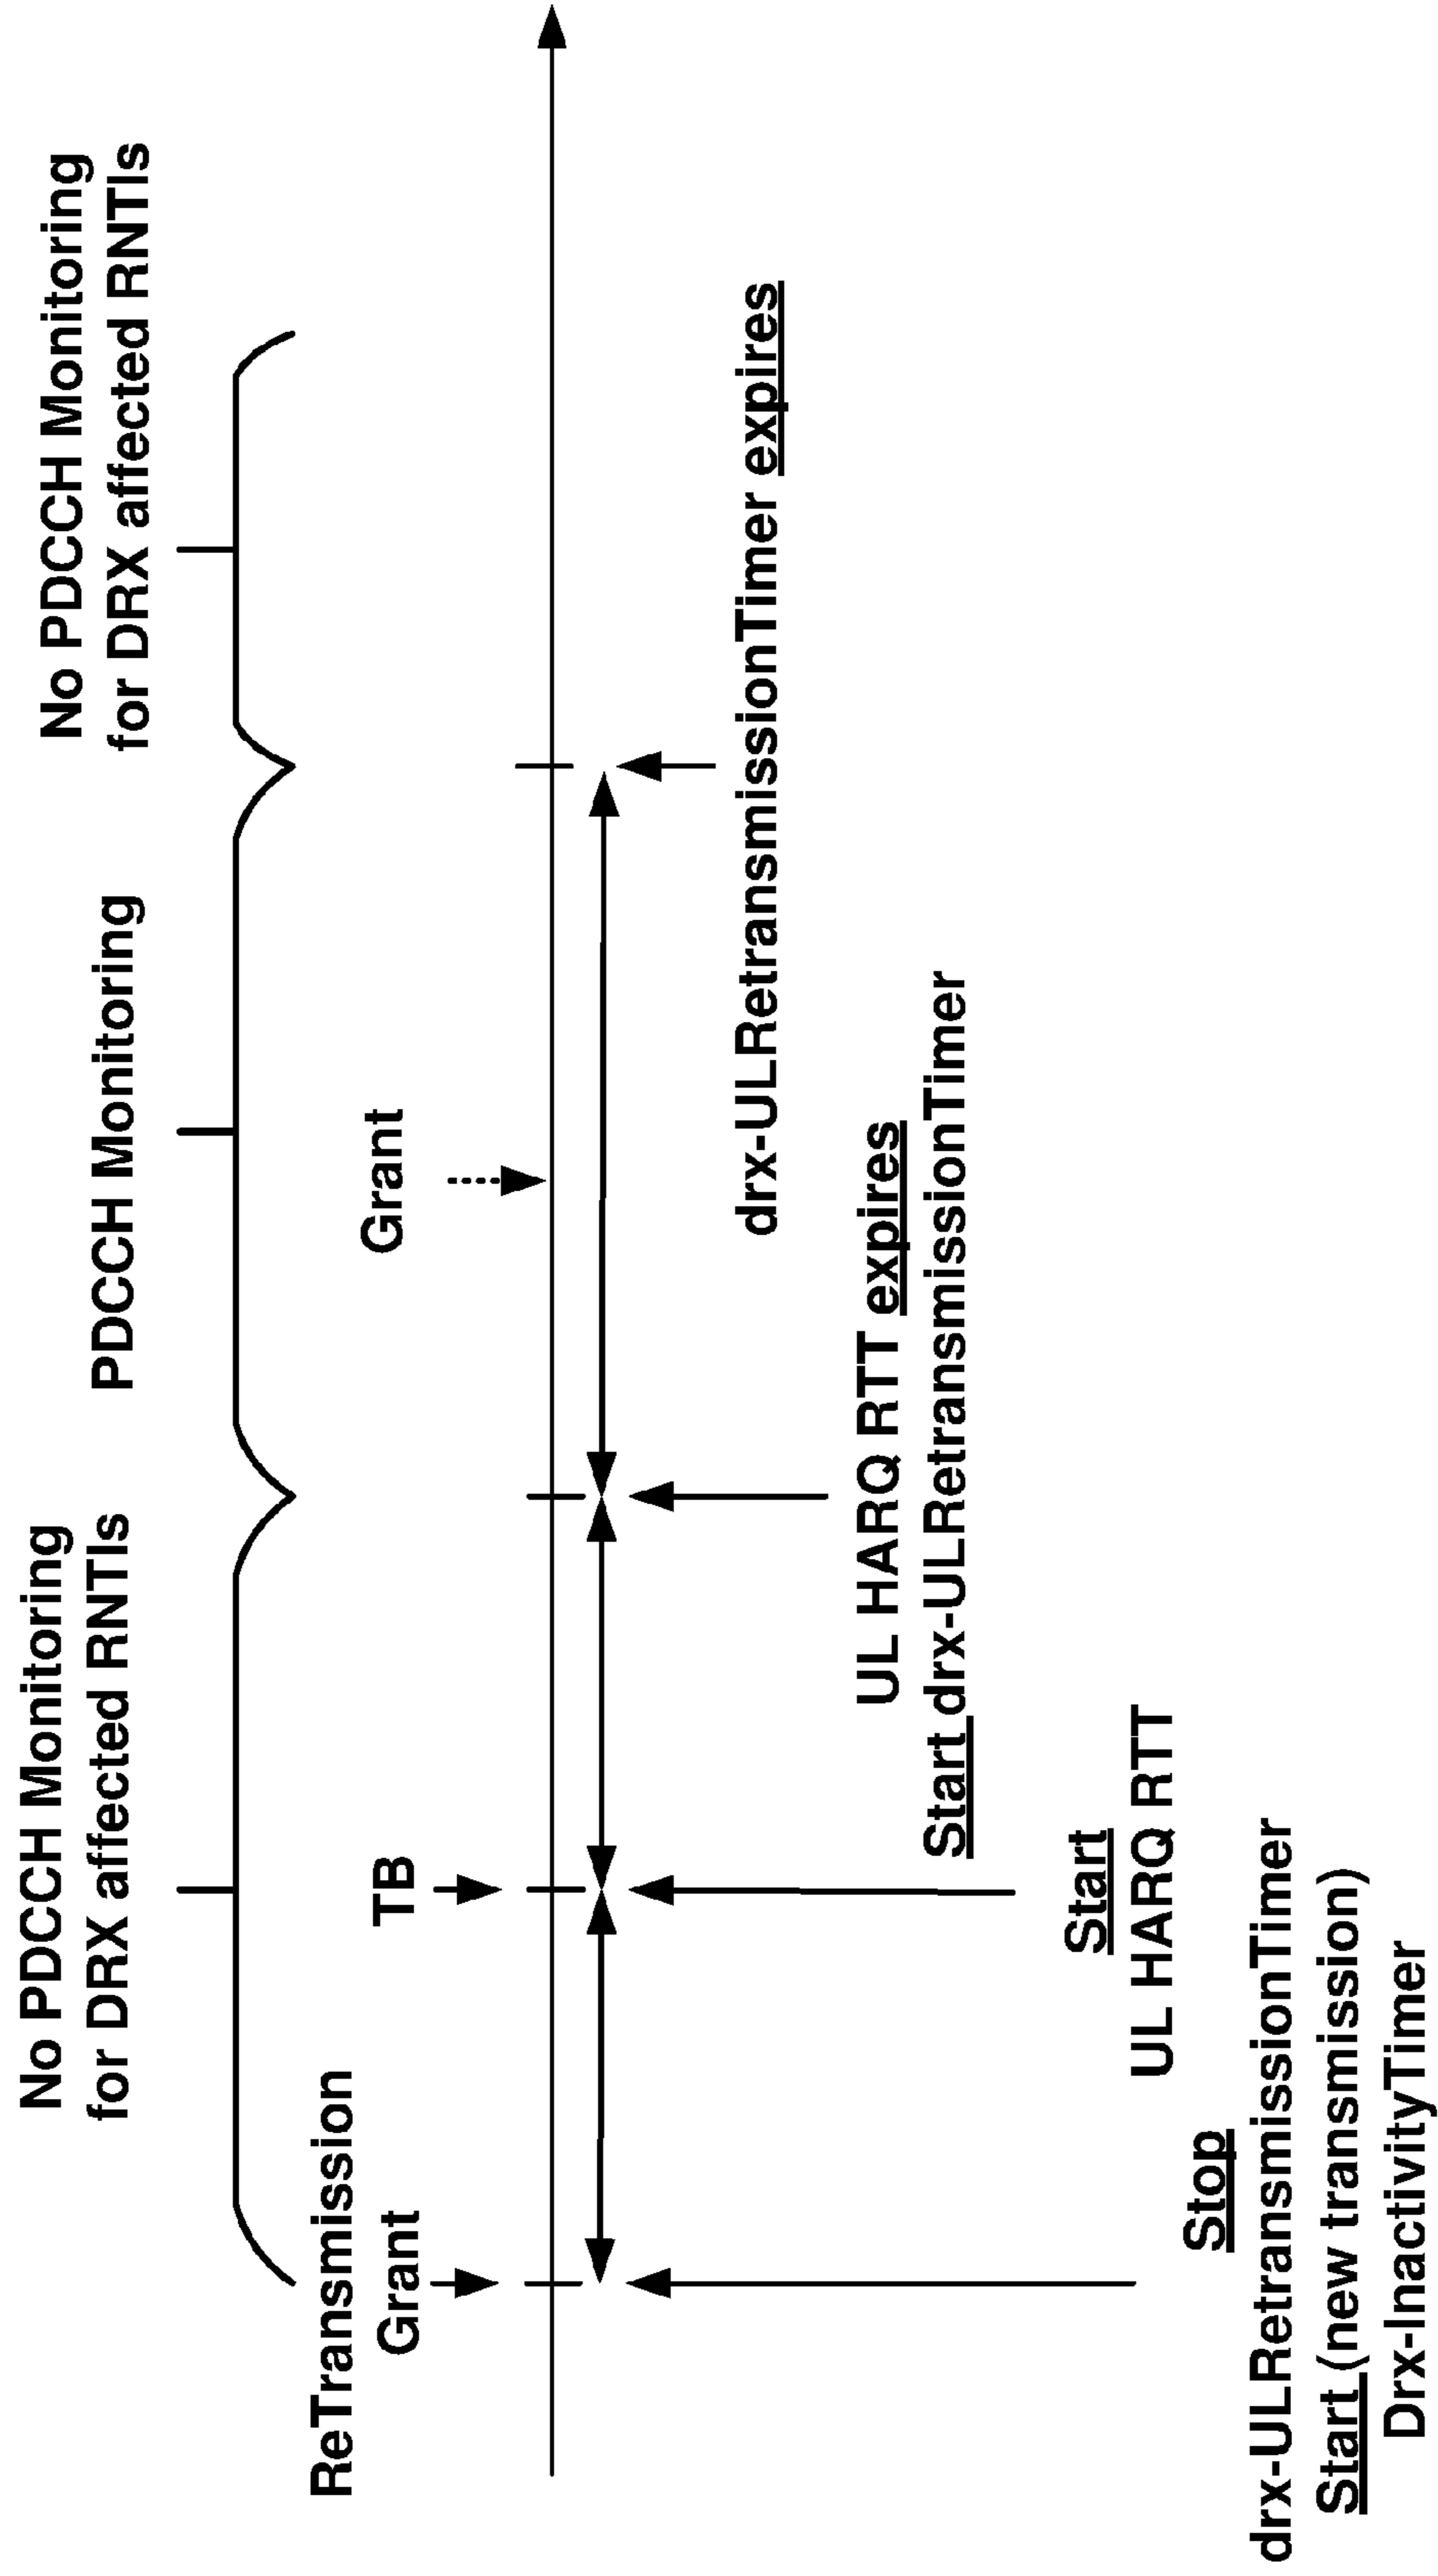 No PDCCH Monitoring
for DRX affected RNTIs
PDCCH Monitoring
No PDCCH Monitoring
for DRX affected RNTIs
ReTransmission
Grant
TB
Grant
drx-ULRetransmissionTimer expires
UL HARQ RTT expires
Start drx-ULRetransmissionTimer
Start
UL HARQ RTT
Stop
drx-ULRetransmissionTimer
Start (new transmission)
Drx-InactivityTimer